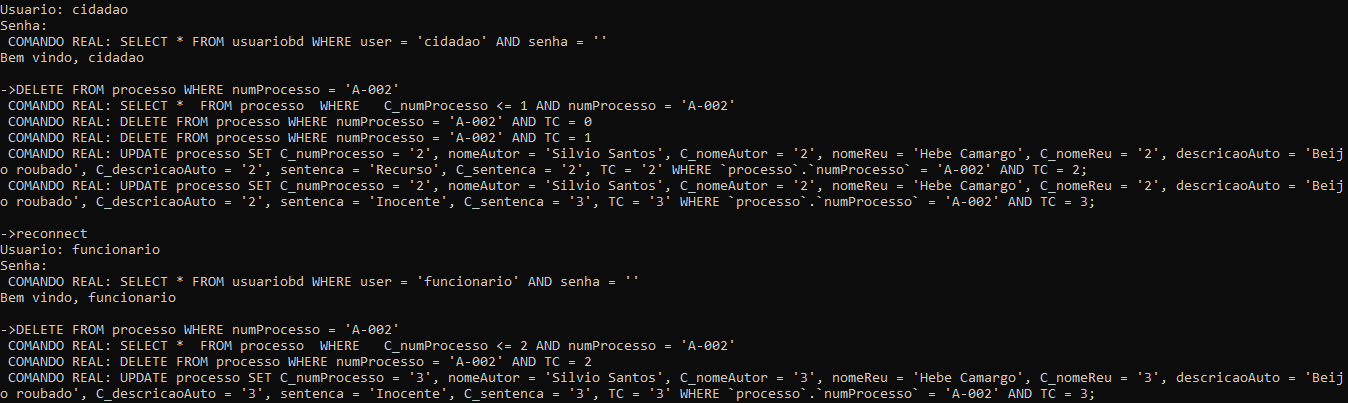 Usuario: cidadao
Senha:
 COMANDO REAL: SELECT * FROM usuariobd WHERE user = 'cidadao' AND senha = ''
Bem vindo, cidadao

->DELETE FROM processo WHERE numProcesso = 'A-002'
 COMANDO REAL: SELECT *  FROM processo  WHERE   C_numProcesso <= 1 AND numProcesso = 'A-002'
 COMANDO REAL: DELETE FROM processo WHERE numProcesso = 'A-002' AND TC = 0
 COMANDO REAL: DELETE FROM processo WHERE numProcesso = 'A-002' AND TC = 1
 COMANDO REAL: UPDATE processo SET C_numProcesso = '2', nomeAutor = 'Silvio Santos', C_nomeAutor = '2', nomeReu = 'Hebe Camargo', C_nomeReu = '2', descricaoAuto = 'Beij
o roubado', C_descricaoAuto = '2', sentenca = 'Recurso', C_sentenca = '2', TC = '2' WHERE `processo`.`numProcesso` = 'A-002' AND TC = 2;
 COMANDO REAL: UPDATE processo SET C_numProcesso = '2', nomeAutor = 'Silvio Santos', C_nomeAutor = '2', nomeReu = 'Hebe Camargo', C_nomeReu = '2', descricaoAuto = 'Beij
o roubado', C_descricaoAuto = '2', sentenca = 'Inocente', C_sentenca = '3', TC = '3' WHERE `processo`.`numProcesso` = 'A-002' AND TC = 3;

->reconnect
Usuario: funcionario
Senha:
 COMANDO REAL: SELECT * FROM usuariobd WHERE user = 'funcionario' AND senha = ''
Bem vindo, funcionario

->DELETE FROM processo WHERE numProcesso = 'A-002'
 COMANDO REAL: SELECT *  FROM processo  WHERE   C_numProcesso <= 2 AND numProcesso = 'A-002'
 COMANDO REAL: DELETE FROM processo WHERE numProcesso = 'A-002' AND TC = 2
 COMANDO REAL: UPDATE processo SET C_numProcesso = '3', nomeAutor = 'Silvio Santos', C_nomeAutor = '3', nomeReu = 'Hebe Camargo', C_nomeReu = '3', descricaoAuto = 'Beij
o roubado', C_descricaoAuto = '3', sentenca = 'Inocente', C_sentenca = '3', TC = '3' WHERE `processo`.`numProcesso` = 'A-002' AND TC = 3;